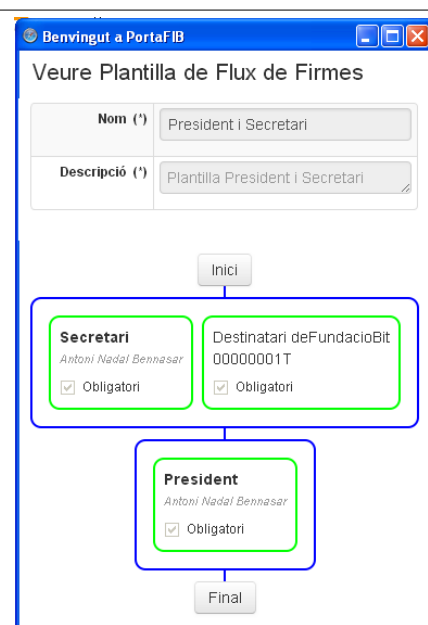 Benvingut a PortaFIB
Veure Plantilla de Flux de Firmes
Nom (*)
President i Secretari
Descripció (*)
Plantilla President i Secretari
Inici
Secretari
Antoni Nadal Bennasar
Obligatori
Destinatari deFundacioBit
00000001T
Obligatori
President
Antoni Nadal Bennasar
Obligatori
Final